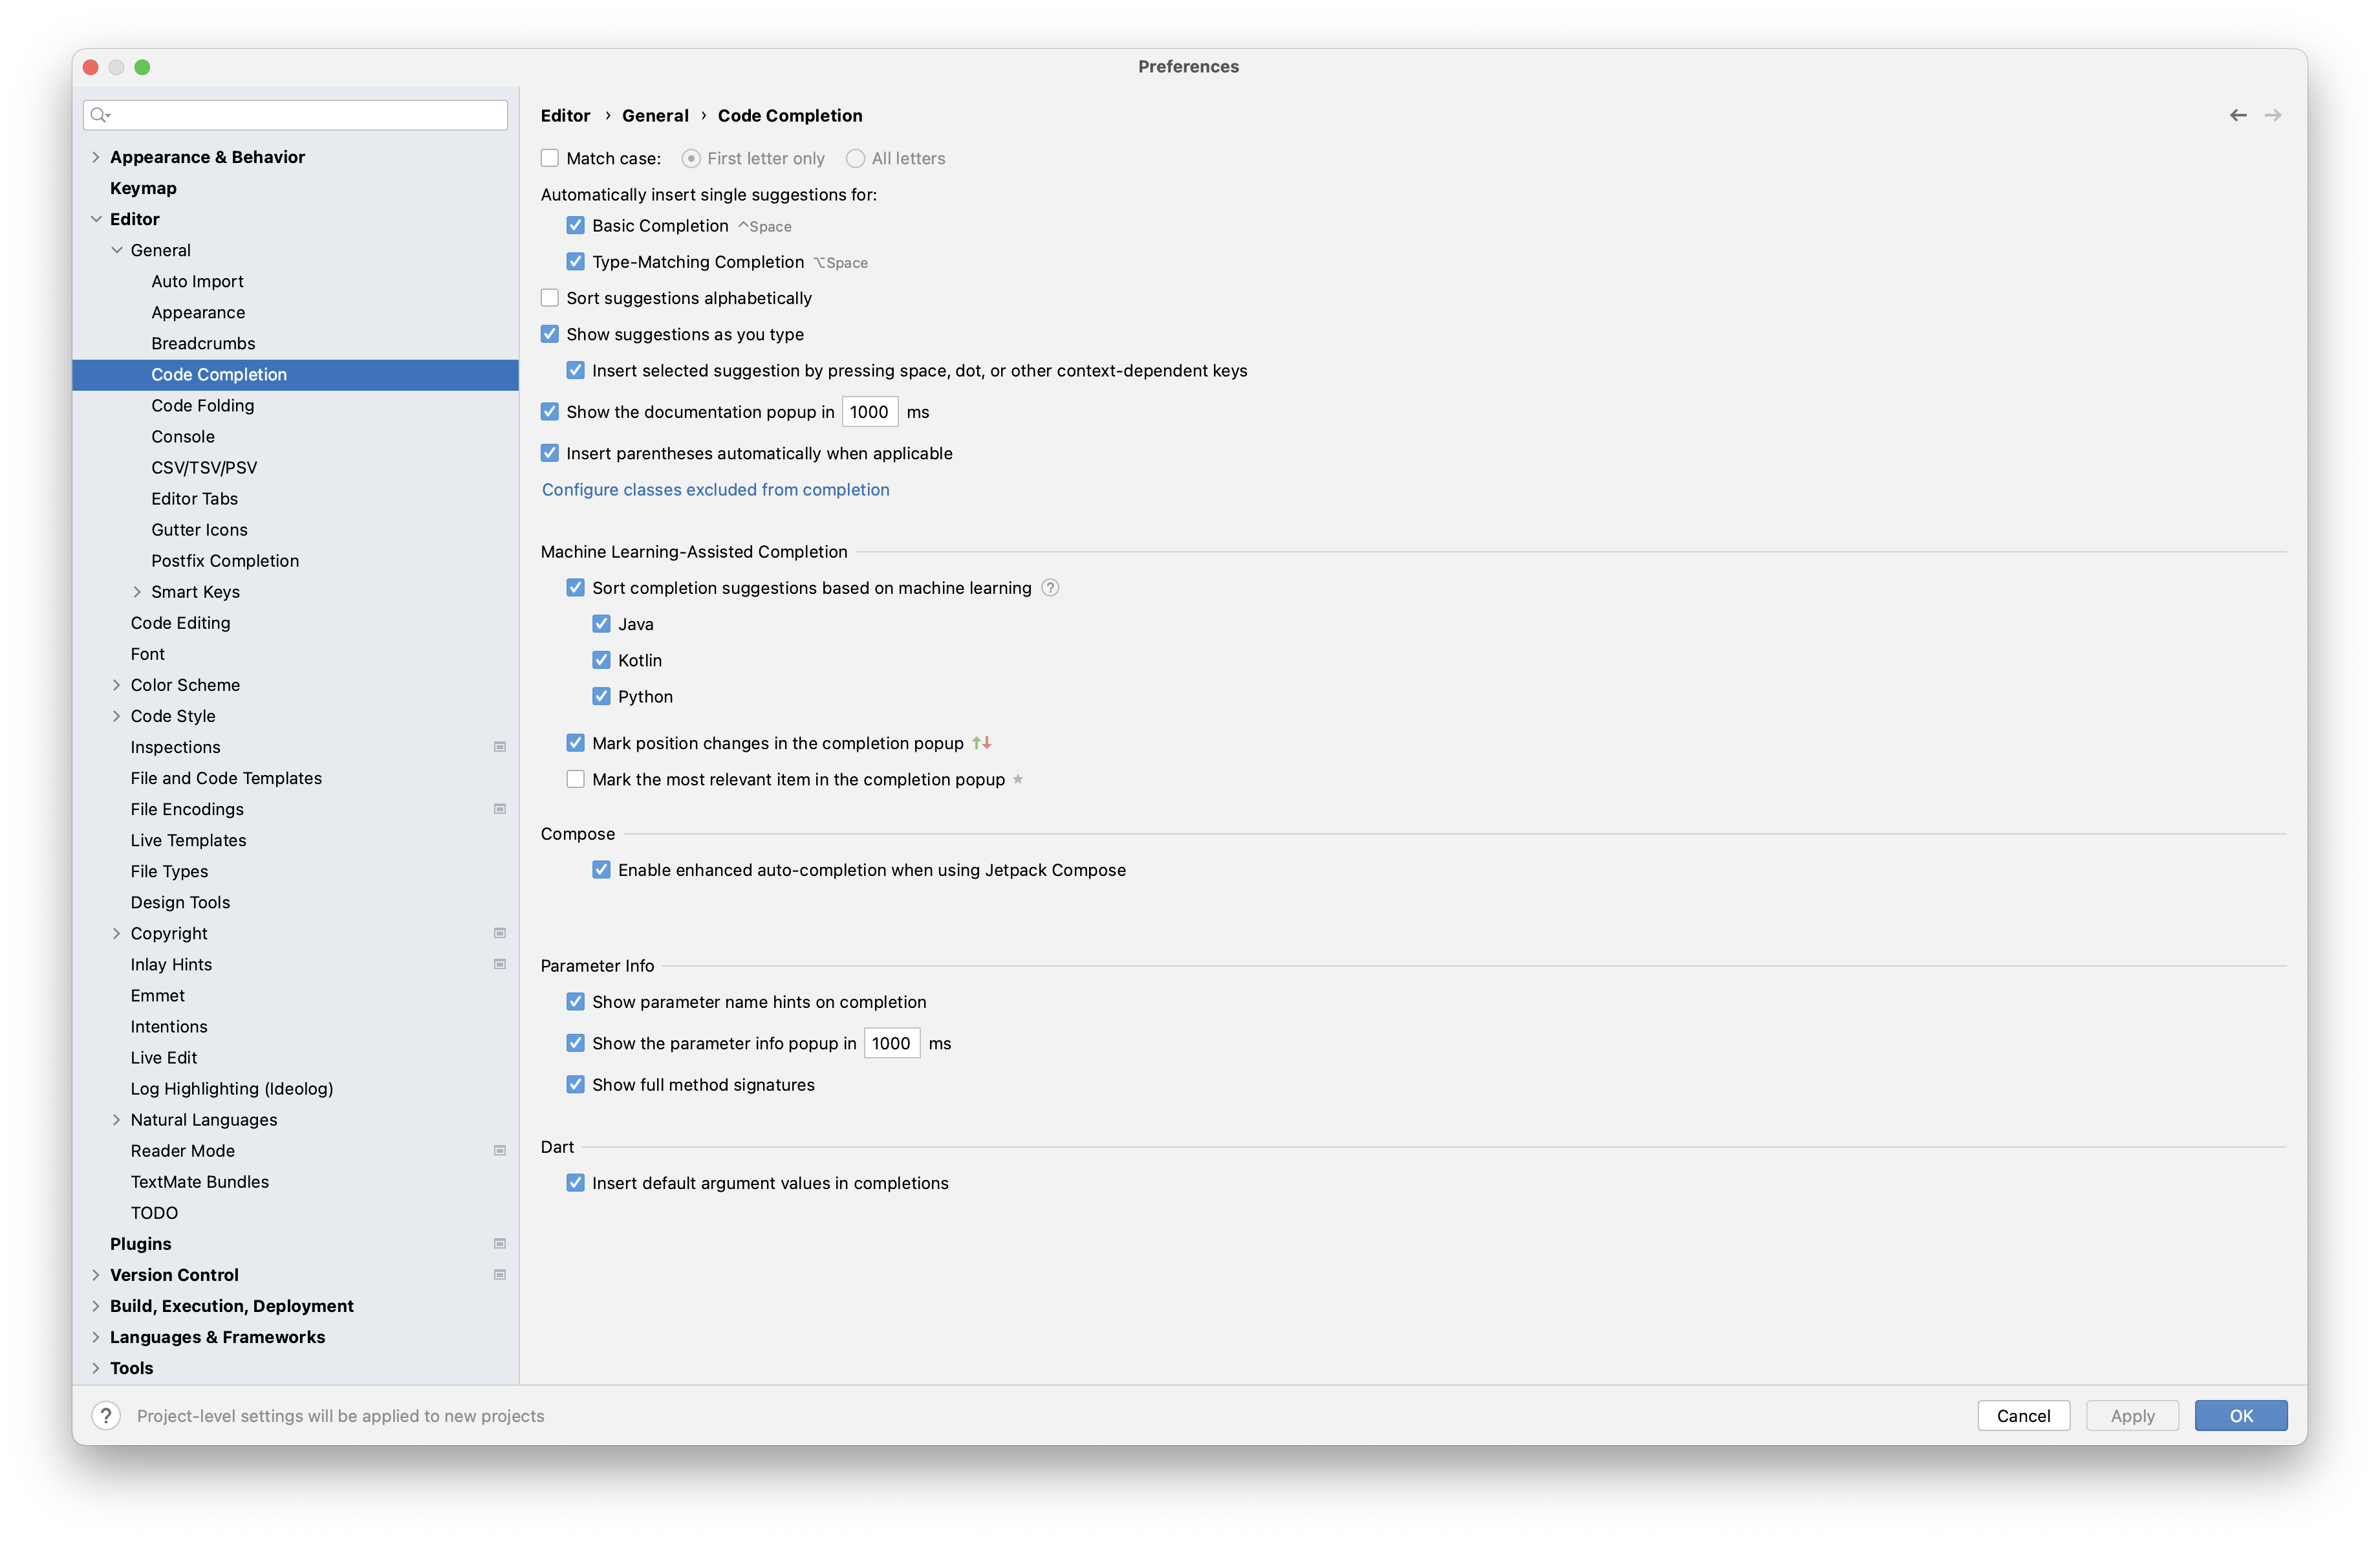 Preferences
Editor › General › Code Completion
Appearance & Behavior
Keymap
Editor
General
Auto Import
Appearance
Breadcrumbs
Code Completion
Code Folding
Console
CSV/TSV/PSV
Editor Tabs
Gutter Icons
Postfix Completion
Smart Keys
Code Editing
Font
Color Scheme
Code Style
Inspections
File and Code Templates
File Encodings
Live Templates
File Types
Design Tools
Copyright
Inlay Hints
Emmet
Intentions
Live Edit
Log Highlighting (Ideolog)
Natural Languages
Reader Mode
TextMate Bundles
TODO
Plugins
Version Control
Build, Execution, Deployment
Languages & Frameworks
Tools
Match case: First letter only All letters
Automatically insert single suggestions for:
Basic Completion ^Space
Type-Matching Completion ⌥Space
Sort suggestions alphabetically
Show suggestions as you type
Insert selected suggestion by pressing space, dot, or other context-dependent keys
Show the documentation popup in 1000 ms
Insert parentheses automatically when applicable
Configure classes excluded from completion
Machine Learning-Assisted Completion
Sort completion suggestions based on machine learning ?
Java
Kotlin
Python
Mark position changes in the completion popup
Mark the most relevant item in the completion popup
Compose
Enable enhanced auto-completion when using Jetpack Compose
Parameter Info
Show parameter name hints on completion
Show the parameter info popup in 1000 ms
Show full method signatures
Dart
Insert default argument values in completions
? Project-level settings will be applied to new projects
Cancel Apply OK